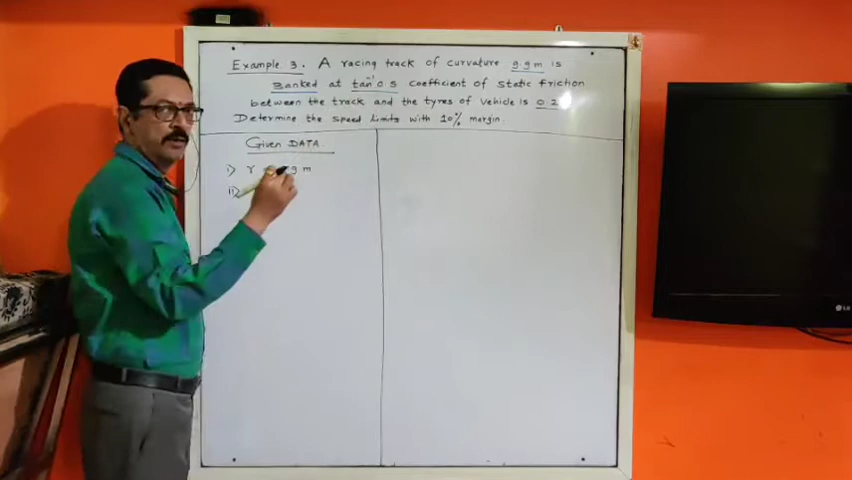 Example 3. A racing track of curvature 9.9 m is
Banked at tan⁻¹ 0.5 Coefficient of Static friction
between the track and the tyres of vehicle is 0.2
Determine the speed limits with 10% margin.
Given DATA.
i) r 9 m
ii)
LG